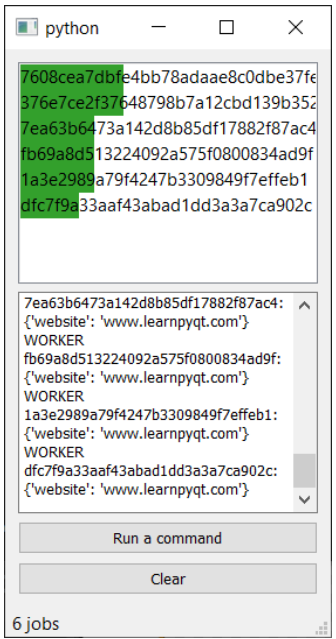 python
7608cea7dbfe4bb78adaae8c0dbe37fe
376e7ce2f37648798b7a12cbd139b352
7ea63b6473a142d8b85df17882f87ac4
fb69a8d513224092a575f0800834ad9f
1a3e2989a79f4247b3309849f7effeb1
dfc7f9a33aaf43abad1dd3a3a7ca902c
7ea63b6473a142d8b85df17882f87ac4:
{'website': 'www.learnpyqt.com'}
WORKER
fb69a8d513224092a575f0800834ad9f:
{'website': 'www.learnpyqt.com'}
WORKER
1a3e2989a79f4247b3309849f7effeb1:
{'website': 'www.learnpyqt.com'}
WORKER
dfc7f9a33aaf43abad1dd3a3a7ca902c:
{'website': 'www.learnpyqt.com'}
Run a command
Clear
6 jobs